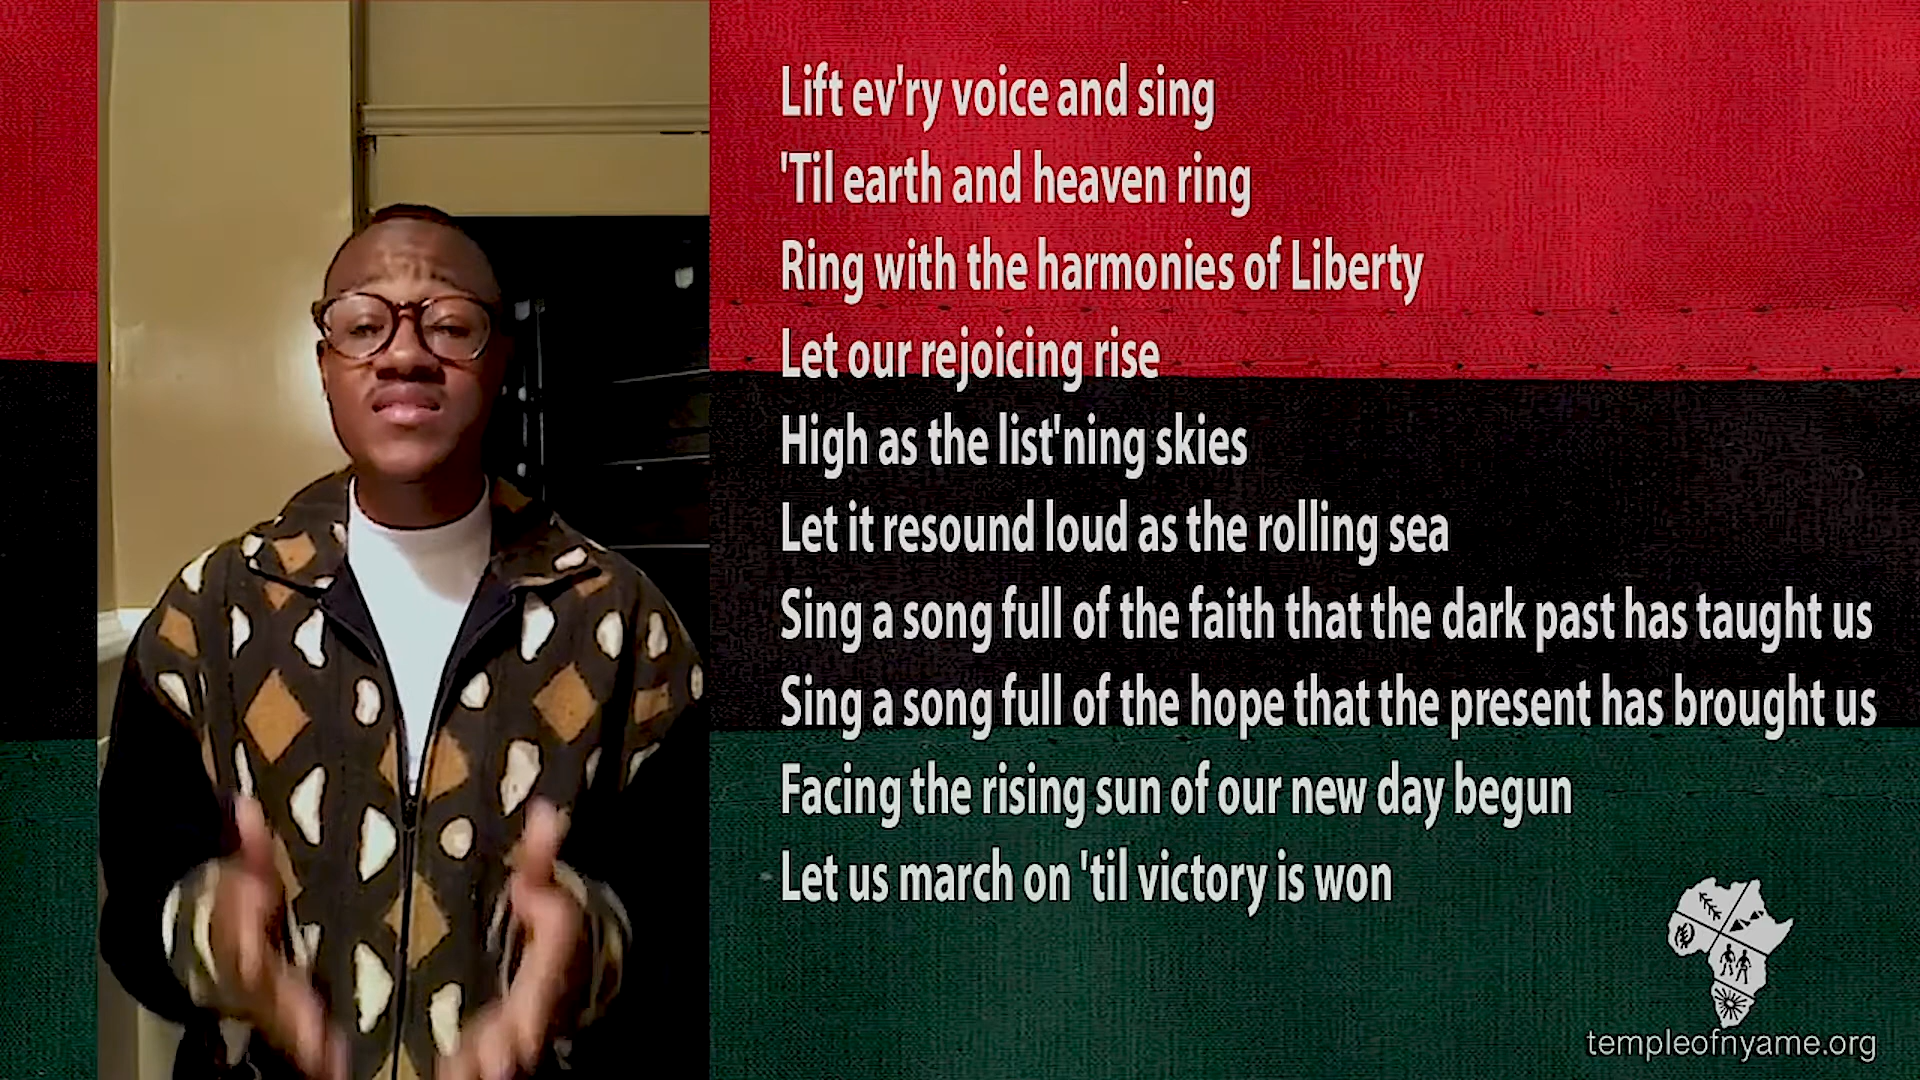 Lift ev'ry voice and sing
'Til earth and heaven ring
Ring with the harmonies of Liberty
Let our rejoicing rise
High as the list'ning skies
Let it resound loud as the rolling sea
Sing a song full of the faith that the dark past has taught us
Sing a song full of the hope that the present has brought us
Facing the rising sun of our new day begun
Let us march on 'til victory is won
templeofnyame.org